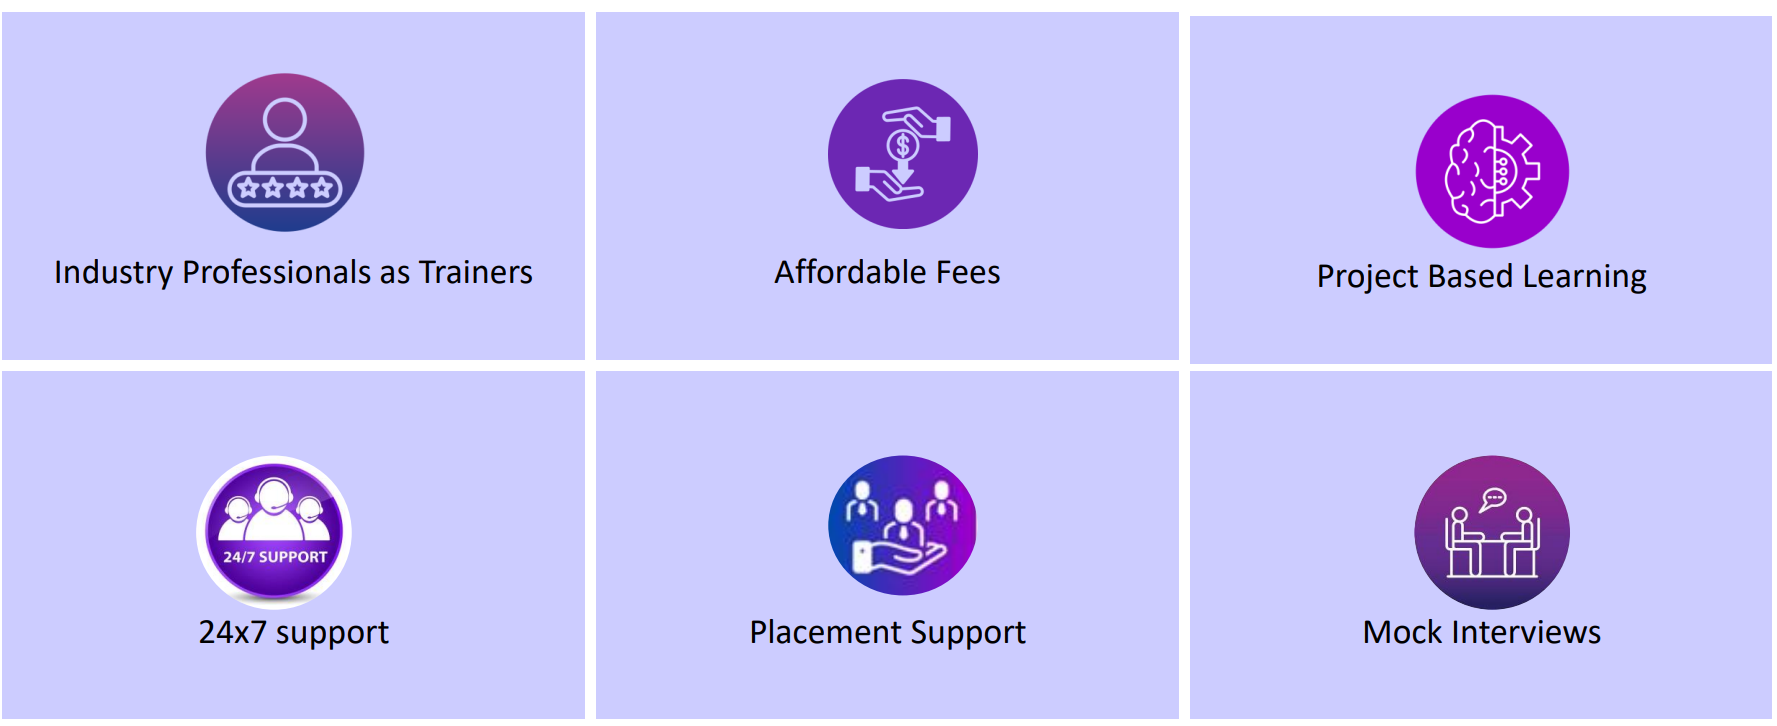 Industry Professionals as Trainers
Affordable Fees
Project Based Learning
24/7 SUPPORT
24x7 support
Placement Support
Mock Interviews